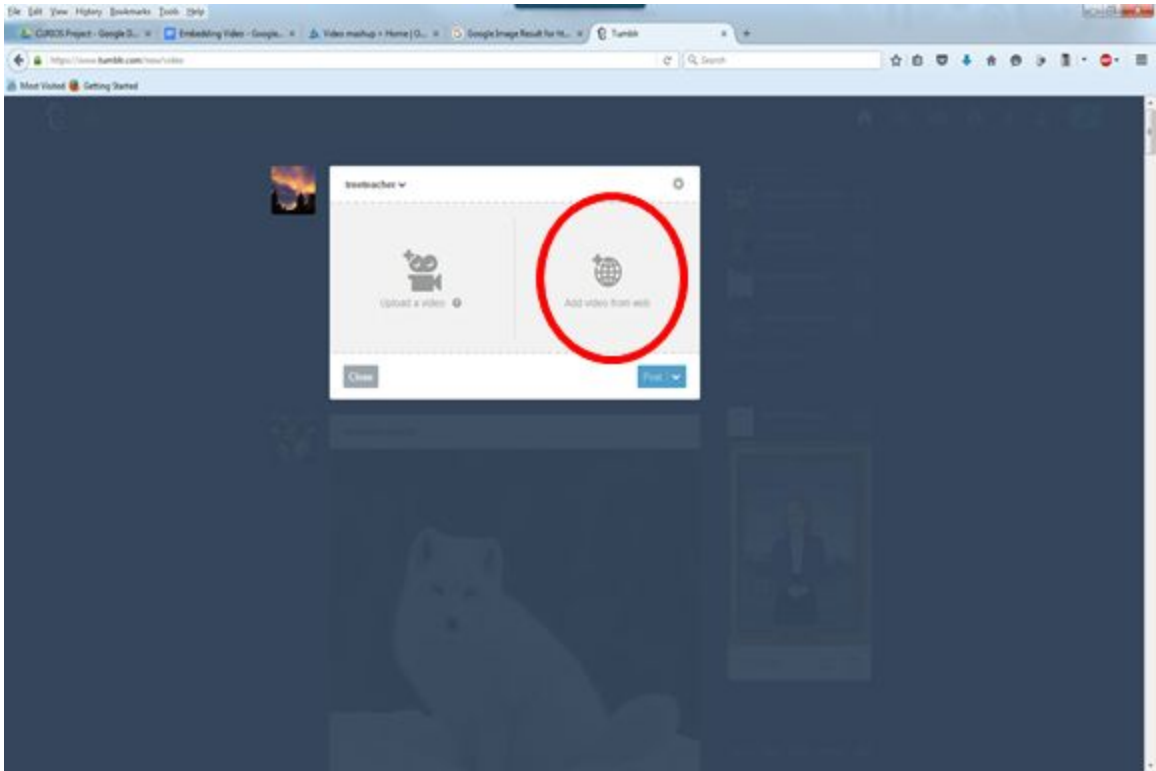 File Edit View History Bookmarks Tools Help
CURIOS Project - Google D...
Embedding Video - Google...
Video mashup > Home | O...
Google Image Result for ht...
Tumblr
https://www.tumblr.com/new/video
Search
Most Visited
Getting Started
treeteacher
Upload a video
Add video from web
Close
Post